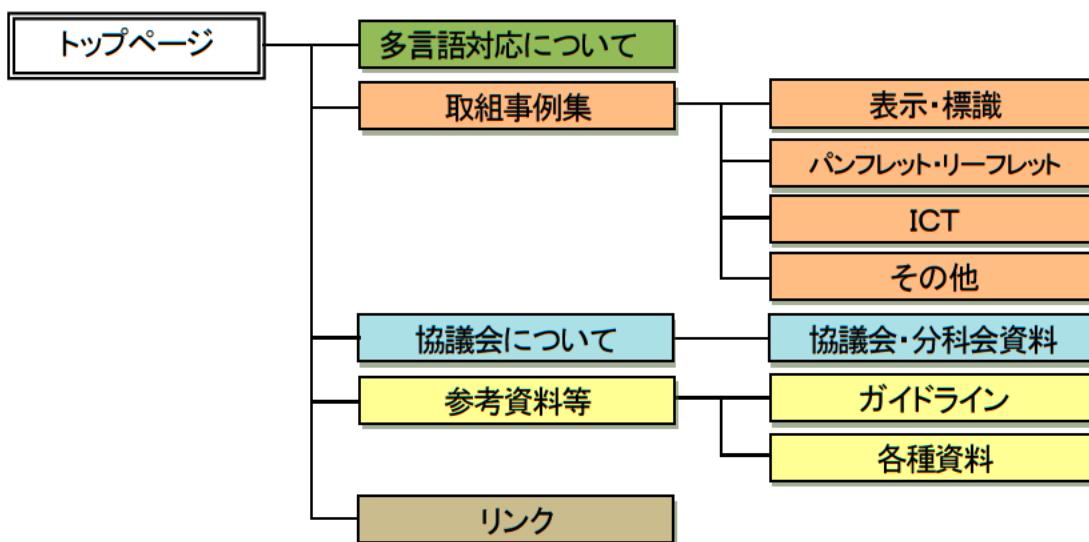 トップページ
多言語対応について
取組事例集
表示・標識
パンフレット・リーフレット
ICT
その他
協議会について
協議会・分科会資料
参考資料等
ガイドライン
各種資料
リンク